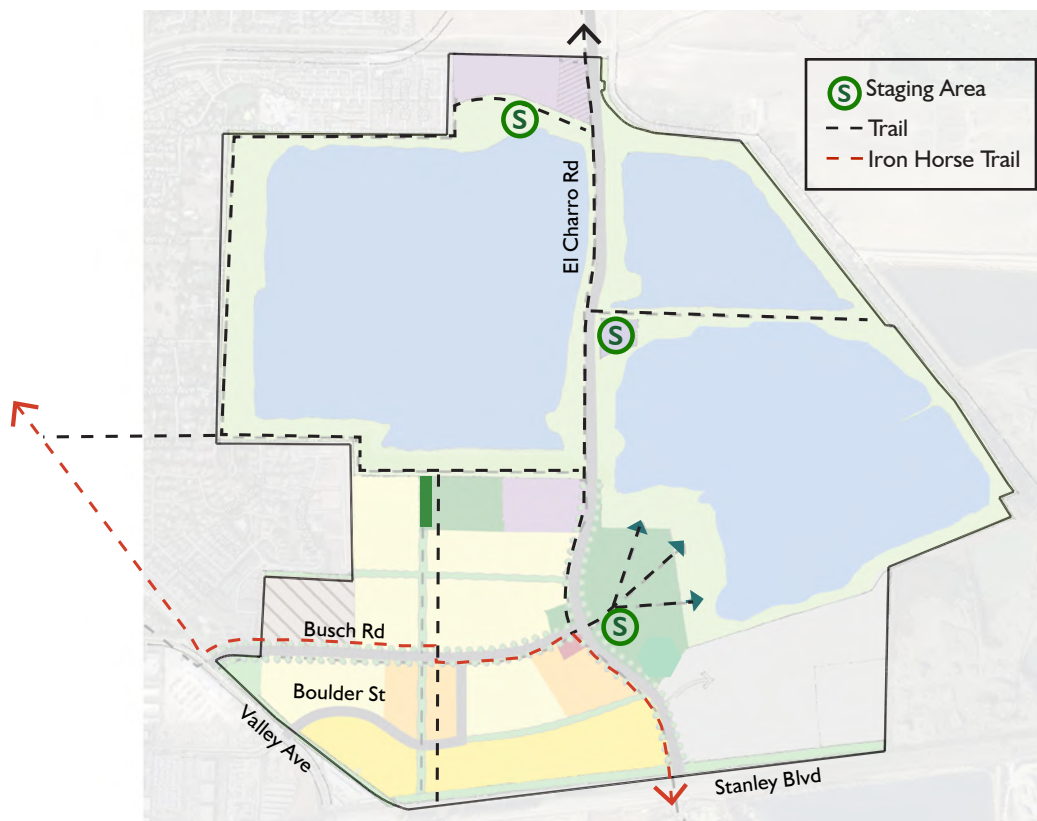 S
Staging Area
Trail
Iron Horse Trail
S
El Charro Rd
S
S
Busch Rd
Boulder St
Valley Ave
Stanley Blvd